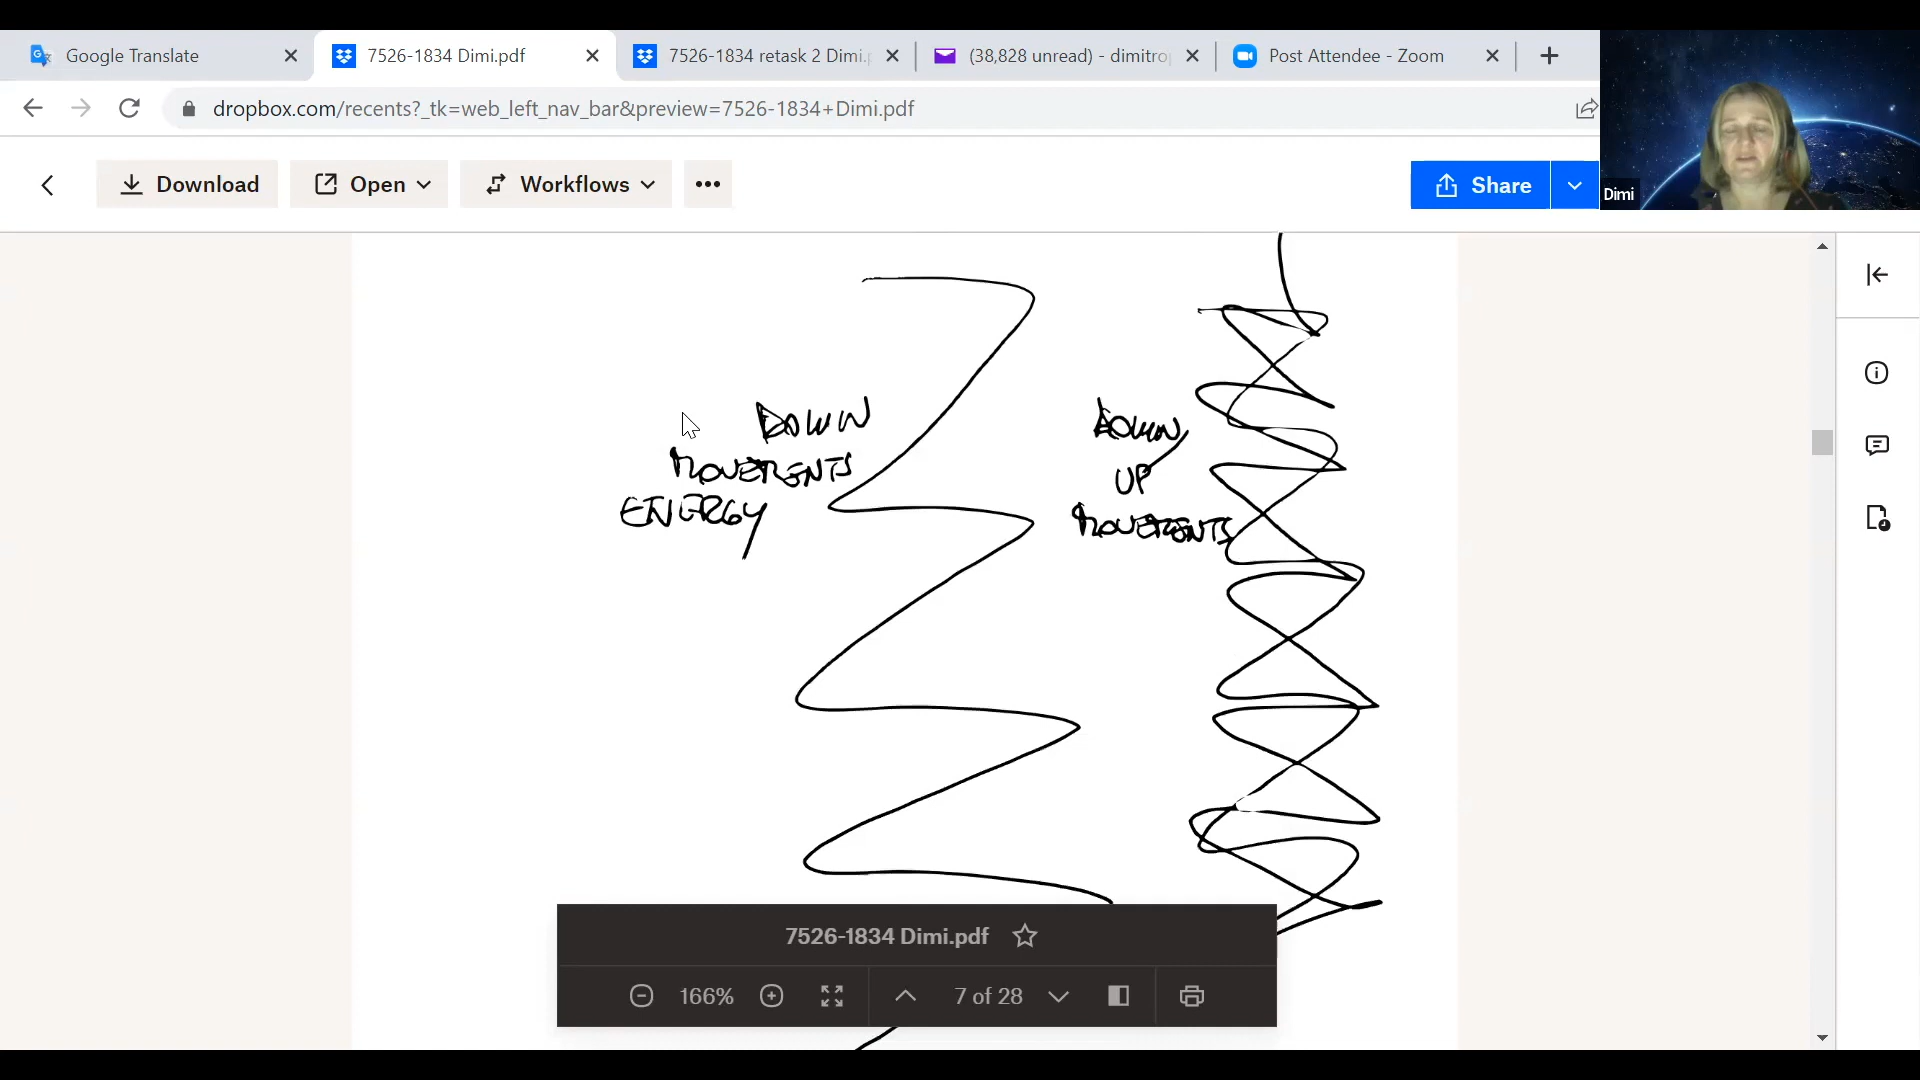 Google Translate
7526-1834 Dimi.pdf
7526-1834 retask 2 Dimi.p
(38,828 unread) - dimitro
Post Attendee - Zoom
dropbox.com/recents?_tk=web_left_nav_bar&preview=7526-1834+Dimi.pdf
Download
Open
Workflows
Share
Dimi
DOWN
MOVEMENTS
ENERGY
DOWN,
UP
MOVEMENTS
7526-1834 Dimi.pdf
166%
7 of 28